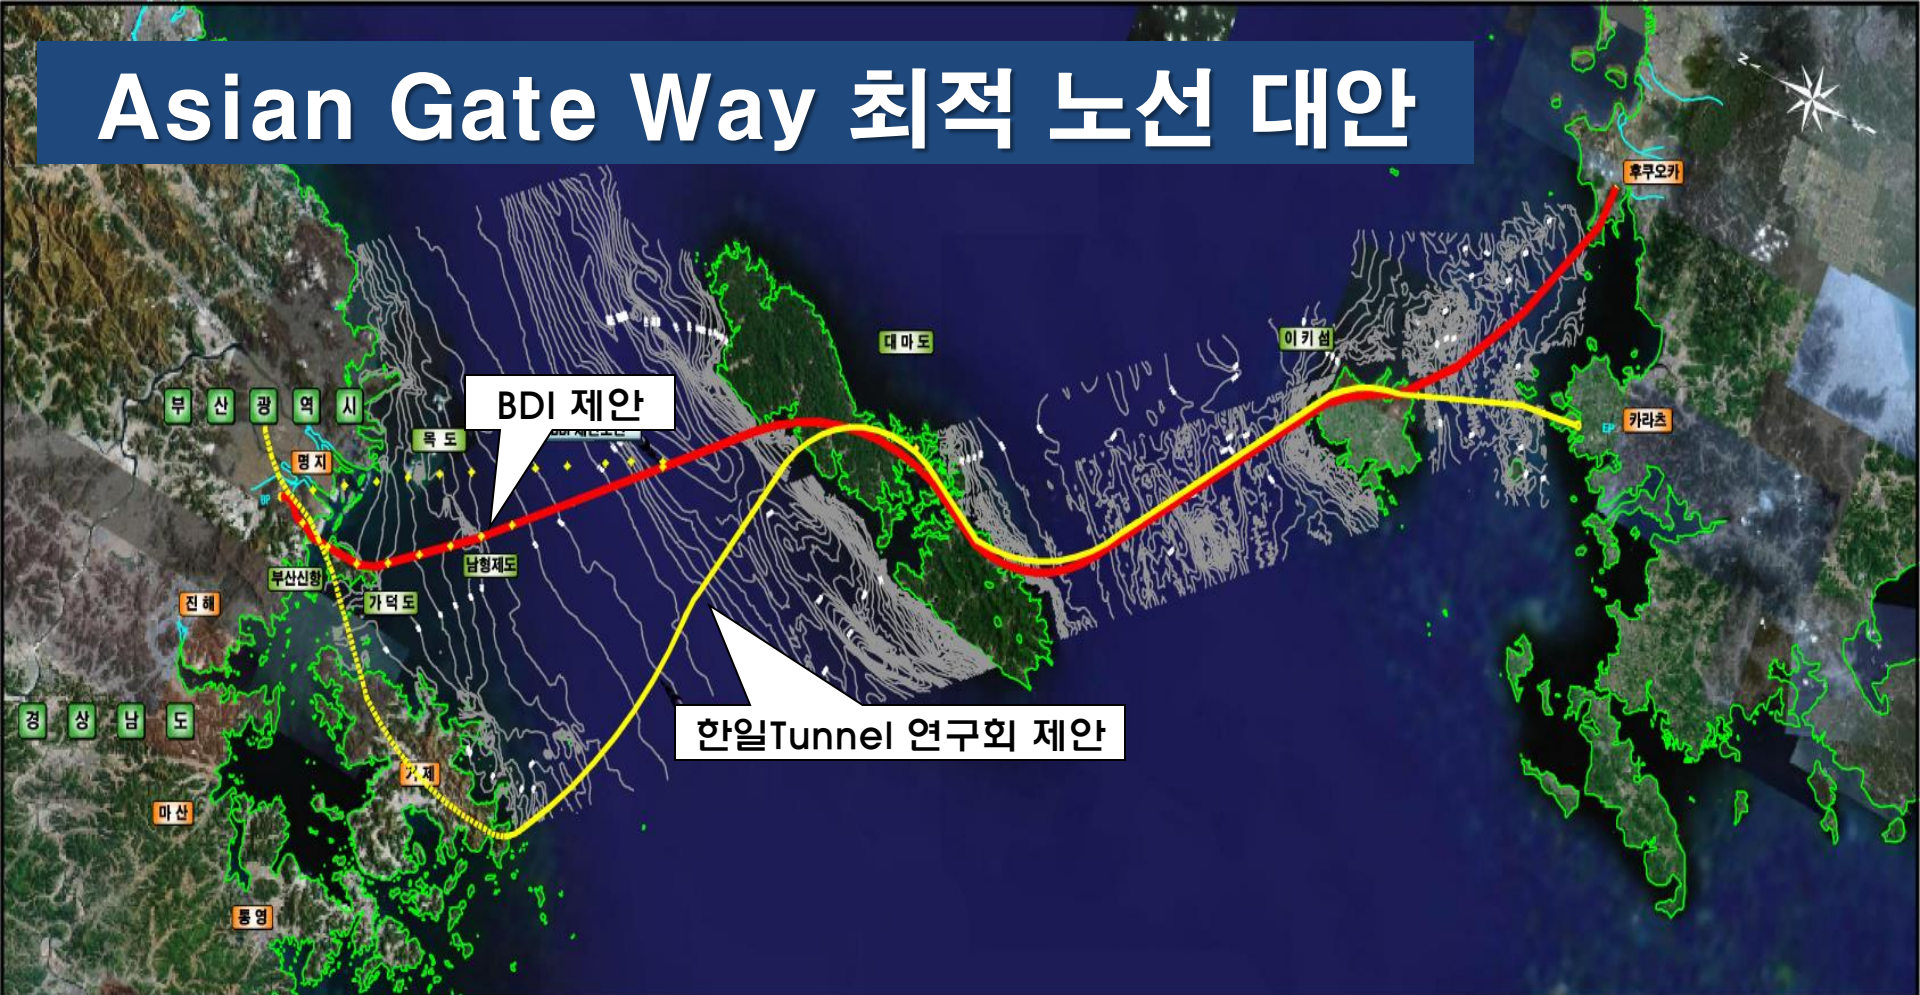 Asian Gate Way 최적 노선 대안
N
후쿠오카
대마도
이키섬
부산광역시
BDI 제안
목도
카라츠
EP
명지
BP
남형제도
부산신항
가덕도
진해
경상남도
한일Tunnel 연구회 제안
거제
마산
통영